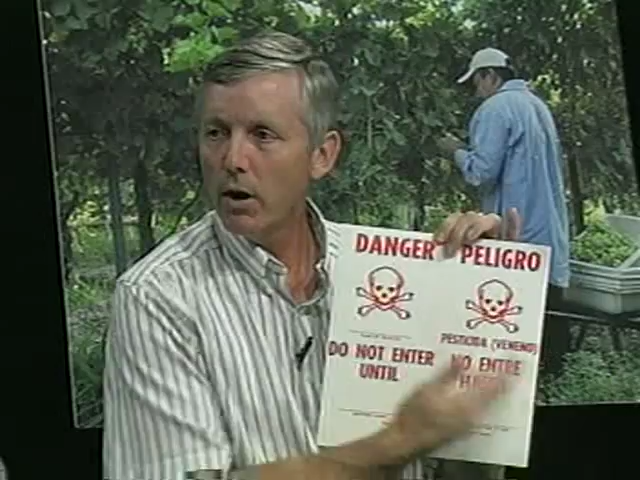 DANGER PELIGRO
PESTICIDA (VENENO)
DO NOT ENTER
UNTIL
NO ENTRE